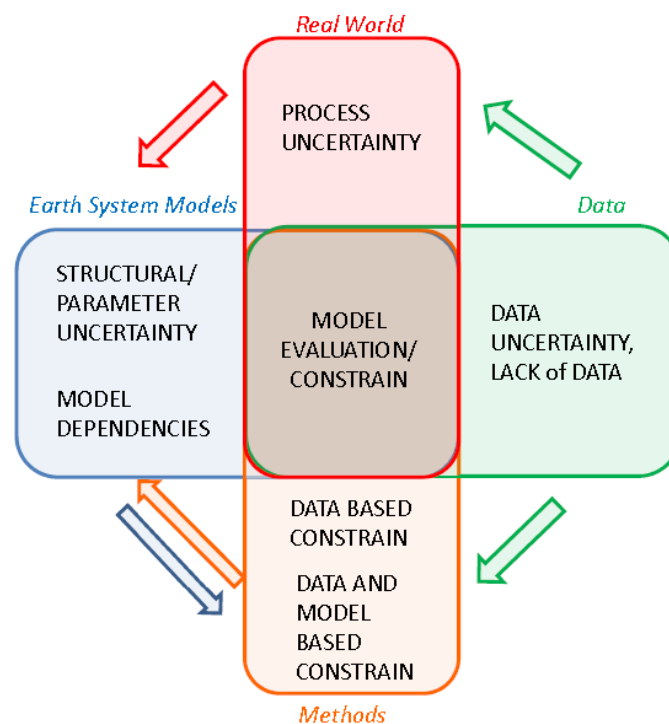 Real World
PROCESS
UNCERTAINTY
Earth System Models
Data
STRUCTURAL/
PARAMETER
UNCERTAINTY
MODEL
DEPENDENCIES
MODEL
EVALUATION/
CONSTRAIN
DATA
UNCERTAINTY,
LACK of DATA
DATA BASED
CONSTRAIN
DATA AND
MODEL
BASED
CONSTRAIN
Methods